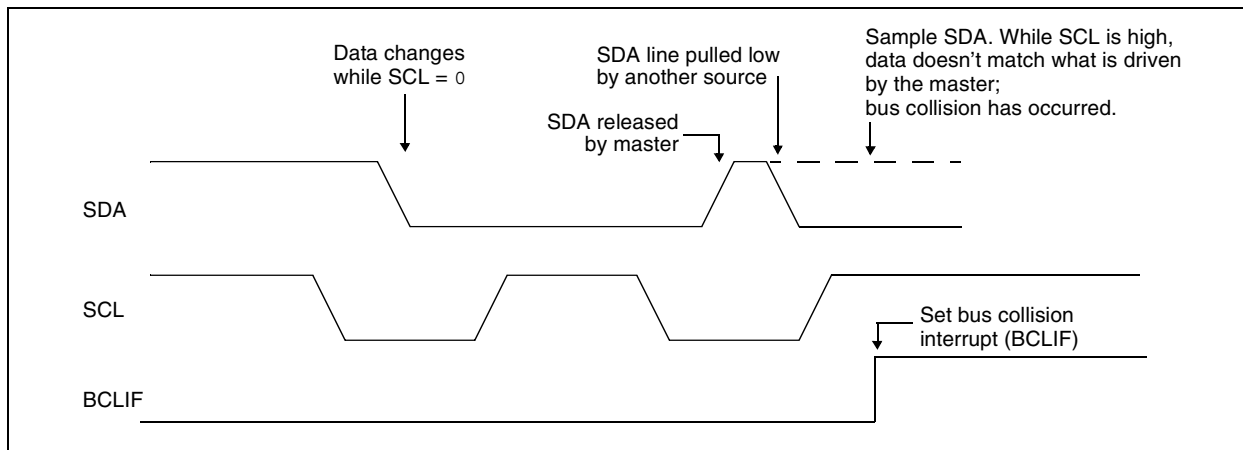 Data changes
while SCL = 0
SDA line pulled low
by another source
SDA released
by master
Sample SDA. While SCL is high,
data doesn't match what is driven
by the master;
bus collision has occurred.
SDA
SCL
Set bus collision
interrupt (BCLIF)
BCLIF